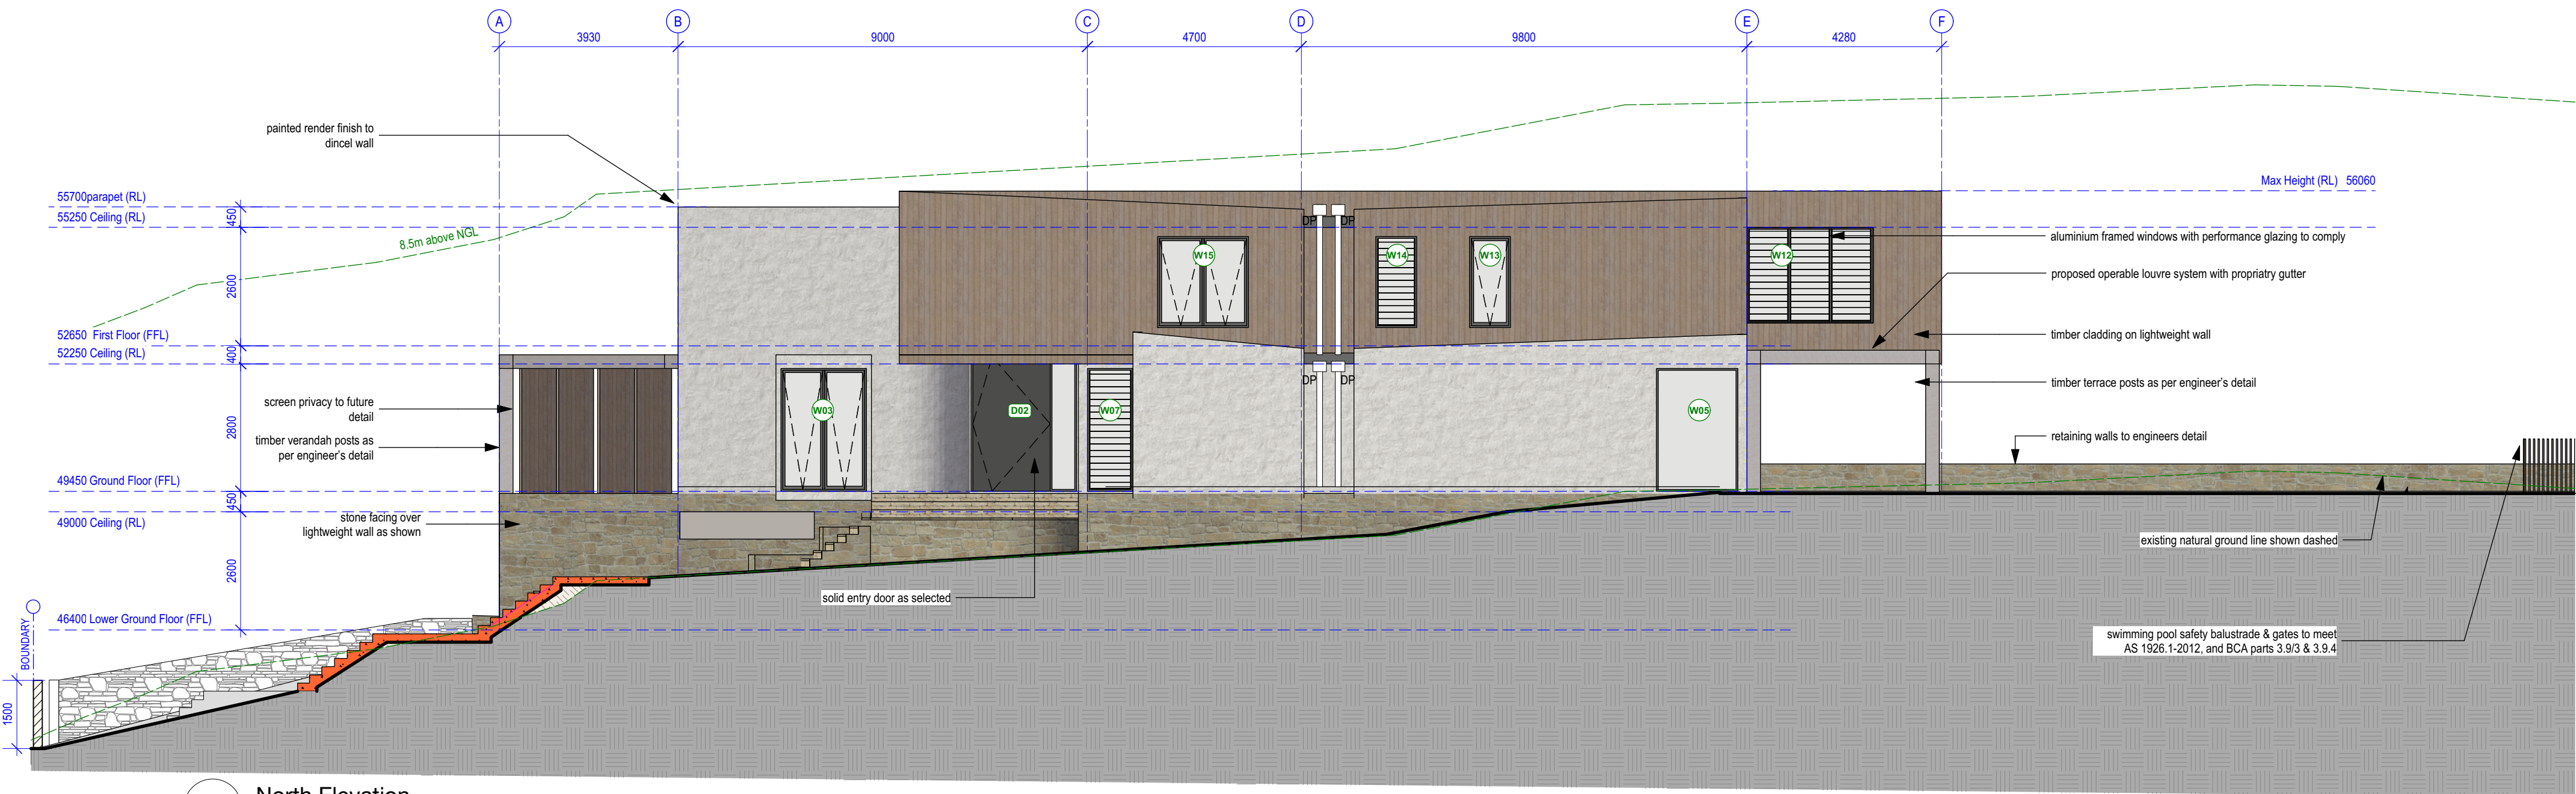 A B C D E F
3930 9000 4700 9800 4280
painted render finish to
dincel wall
55700parapet (RL)
Max Height (RL) 56060
450
55250 Ceiling (RL)
8.5m above NGL
DP DP
aluminium framed windows with performance glazing to comply
W15 W14 W13 W12
proposed operable louvre system with propriatry gutter
2600
52650 First Floor (FFL)
timber cladding on lightweight wall
52250 Ceiling (RL)
400
DP DP
timber terrace posts as per engineer's detail
screen privacy to future
detail
W03 D02 W07 W05
2800
timber verandah posts as
per engineer's detail
retaining walls to engineers detail
49450 Ground Floor (FFL)
450
49000 Ceiling (RL)
stone facing over
lightweight wall as shown
existing natural ground line shown dashed
2600
solid entry door as selected
46400 Lower Ground Floor (FFL)
BOUNDARY
swimming pool safety balustrade & gates to meet
AS 1926.1-2012, and BCA parts 3.9/3 & 3.9.4
1500
North Elevation